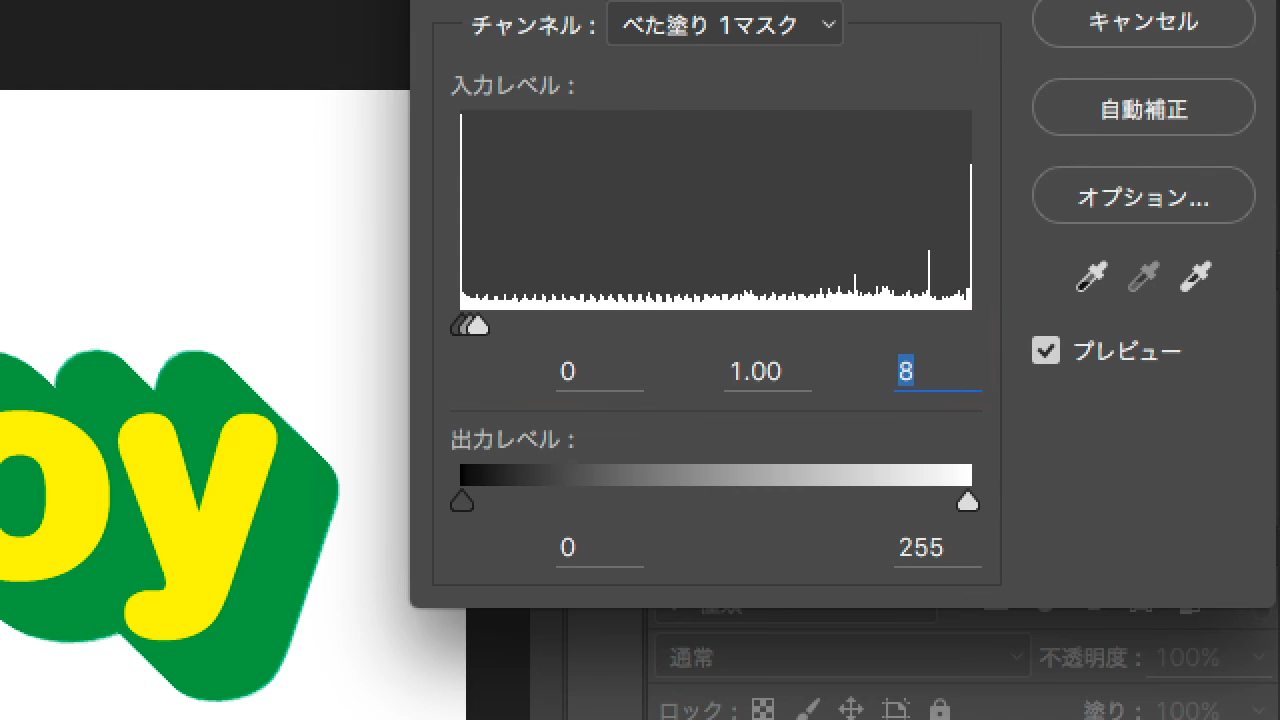 チャンネル： べた塗り 1マスク
キャンセル
入力レベル：
自動補正
オプション...
プレビュー
0 1.00 8
出力レベル：
0 255
oy
通常 不透明度： 100%
ロック： 塗り： 100%